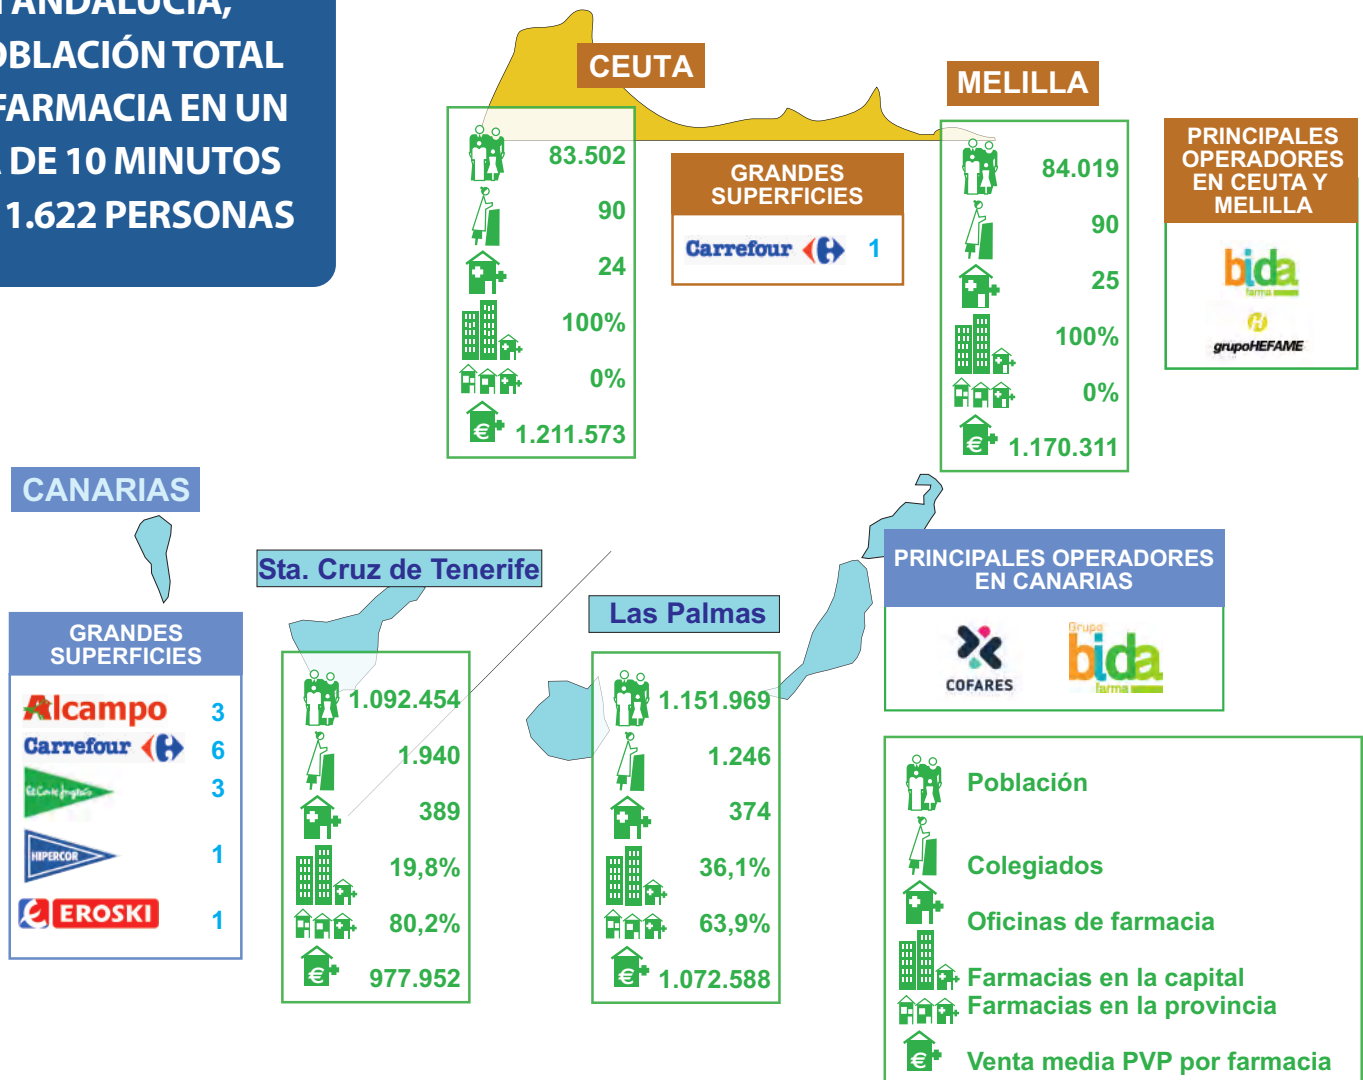 ANDALUCÍA,
OBLACIÓN TOTAL
FARMACIA EN UN
DE 10 MINUTOS
1.622 PERSONAS
CEUTA
83.502
90
24
100%
0%
€ 1.211.573
GRANDES
SUPERFICIES
Carrefour 1
MELILLA
84.019
90
25
100%
0%
€ 1.170.311
PRINCIPALES
OPERADORES
EN CEUTA Y
MELILLA
bida
farma
H
grupoHEFAME
CANARIAS
GRANDES
SUPERFICIES
Alcampo 3
Carrefour 6
El Corte Inglés 3
HIPERCOR 1
EROSKI 1
Sta. Cruz de Tenerife
1.092.454
1.940
389
19,8%
80,2%
€ 977.952
Las Palmas
1.151.969
1.246
374
36,1%
63,9%
€ 1.072.588
PRINCIPALES OPERADORES
EN CANARIAS
COFARES
Grupo
bida
farma
Población
Colegiados
Oficinas de farmacia
Farmacias en la capital
Farmacias en la provincia
€ Venta media PVP por farmacia